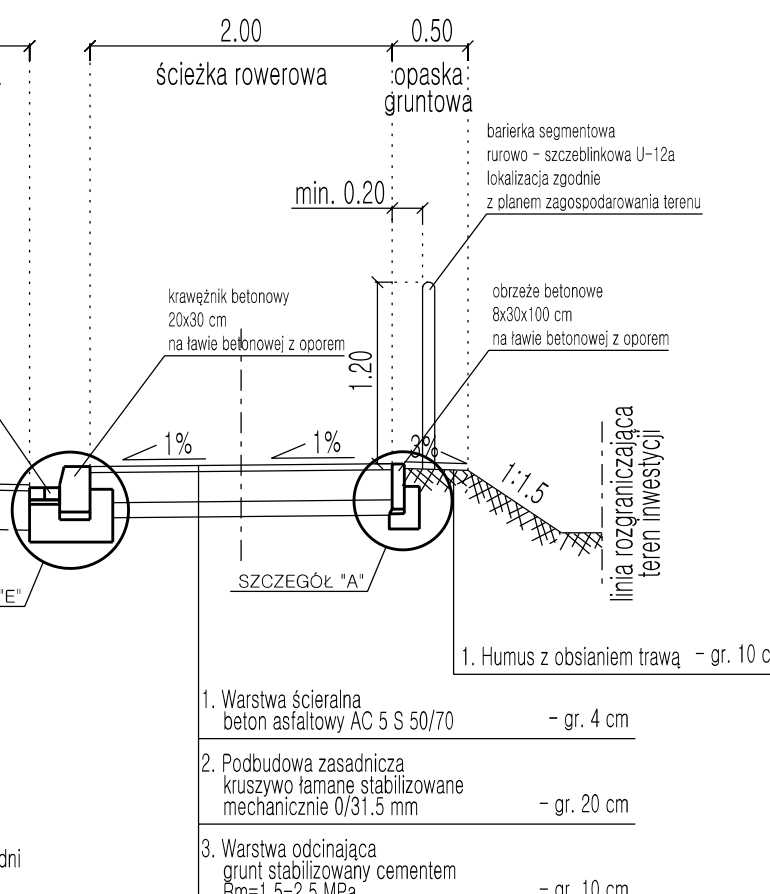 2.00
0.50
ścieżka rowerowa
opaska
gruntowa
barierka segmentowa
rurowo - szczeblinkowa U-12a
lokalizacja zgodnie
z planem zagospodarowania terenu
min. 0.20
krawężnik betonowy
20x30 cm
na ławie betonowej z oporem
obrzeże betonowe
8x30x100 cm
na ławie betonowej z oporem
1.20
1%
1%
3%
1:1.5
linia rozgraniczająca
teren inwestycji
"E"
SZCZEGÓŁ "A"
1. Humus z obsianiem trawą - gr. 10 c
1. Warstwa ścieralna
beton asfaltowy AC 5 S 50/70 - gr. 4 cm
2. Podbudowa zasadnicza
kruszywo łamane stabilizowane
mechanicznie 0/31.5 mm - gr. 20 cm
3. Warstwa odcinająca
dni
grunt stabilizowany cementem
Rm=1.5-2.5 MPa - gr. 10 cm